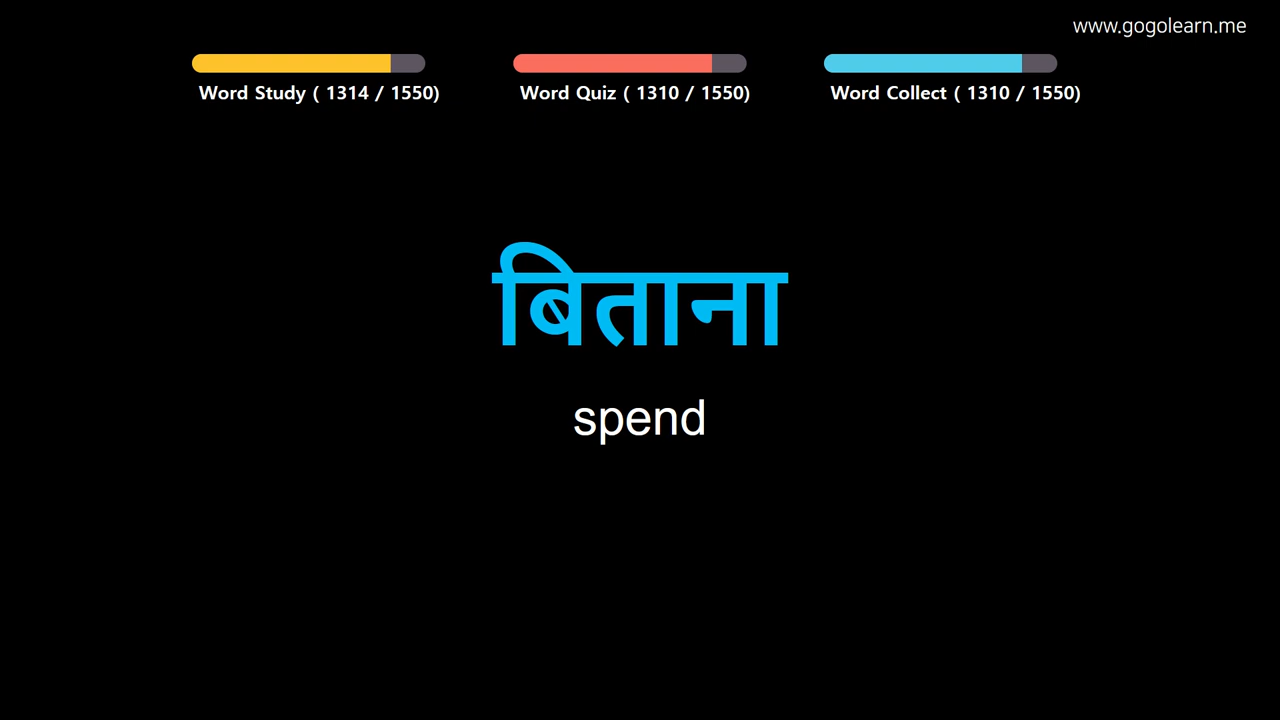 www.gogolearn.me
Word Study ( 1314 / 1550)
Word Quiz ( 1310 / 1550)
Word Collect ( 1310 / 1550)
बिताना
spend